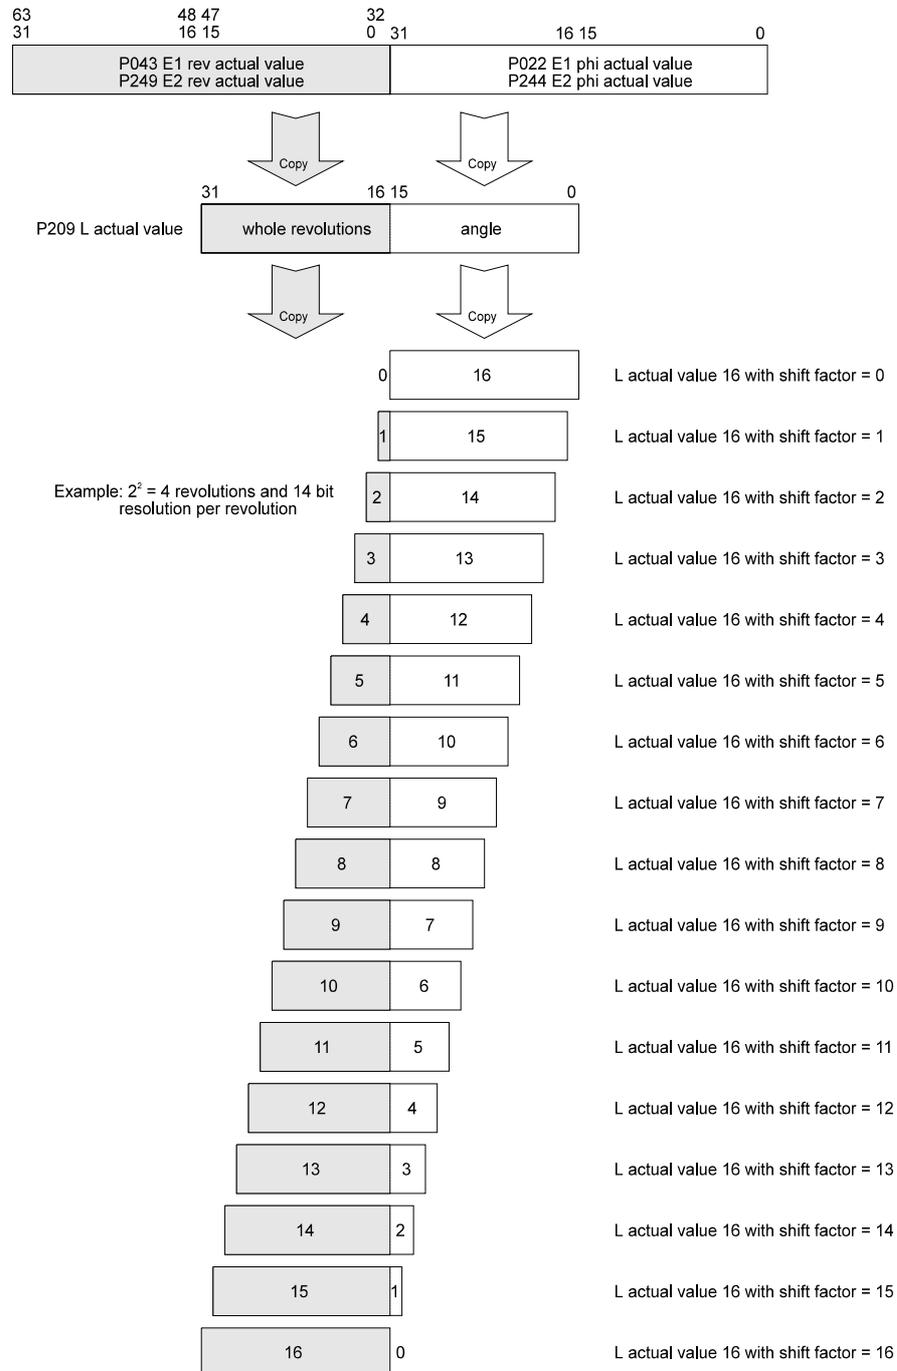 63 48 47 32
31 16 15 0 31 16 15 0
P043 E1 rev actual value P022 E1 phi actual value
P249 E2 rev actual value P244 E2 phi actual value
Copy Copy
31 16 15 0
P209 L actual value whole revolutions angle
Copy Copy
0 16 L actual value 16 with shift factor = 0
1 15 L actual value 16 with shift factor = 1
Example: 2² = 4 revolutions and 14 bit
resolution per revolution
2 14 L actual value 16 with shift factor = 2
3 13 L actual value 16 with shift factor = 3
4 12 L actual value 16 with shift factor = 4
5 11 L actual value 16 with shift factor = 5
6 10 L actual value 16 with shift factor = 6
7 9 L actual value 16 with shift factor = 7
8 8 L actual value 16 with shift factor = 8
9 7 L actual value 16 with shift factor = 9
10 6 L actual value 16 with shift factor = 10
11 5 L actual value 16 with shift factor = 11
12 4 L actual value 16 with shift factor = 12
13 3 L actual value 16 with shift factor = 13
14 2 L actual value 16 with shift factor = 14
15 1 L actual value 16 with shift factor = 15
16 0 L actual value 16 with shift factor = 16